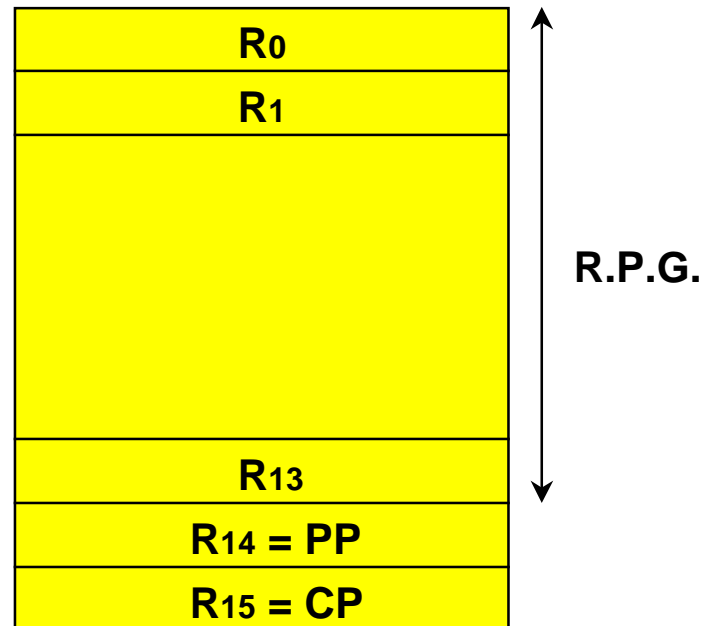 R0
R1
R.P.G.
R13
R14 = PP
R15 = CP